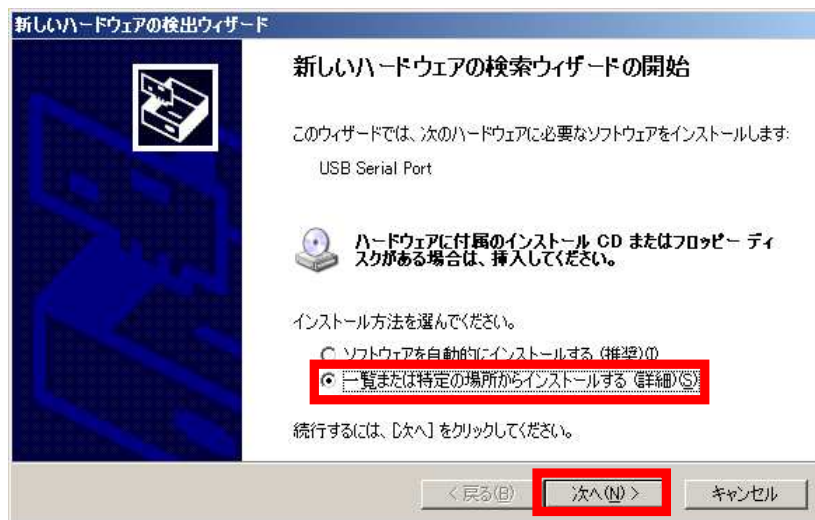 新しいハードウェアの検出ウィザード
新しいハードウェアの検索ウィザードの開始
このウィザードでは、次のハードウェアに必要なソフトウェアをインストールします:
USB Serial Port
ハードウェアに付属のインストール CD またはフロッピー ディ
スクがある場合は、挿入してください。
インストール方法を選んでください。
ソフトウェアを自動的にインストールする (推奨)(I)
一覧または特定の場所からインストールする (詳細)(S)
続行するには、[次へ] をクリックしてください。
< 戻る(B)
次へ(N) >
キャンセル